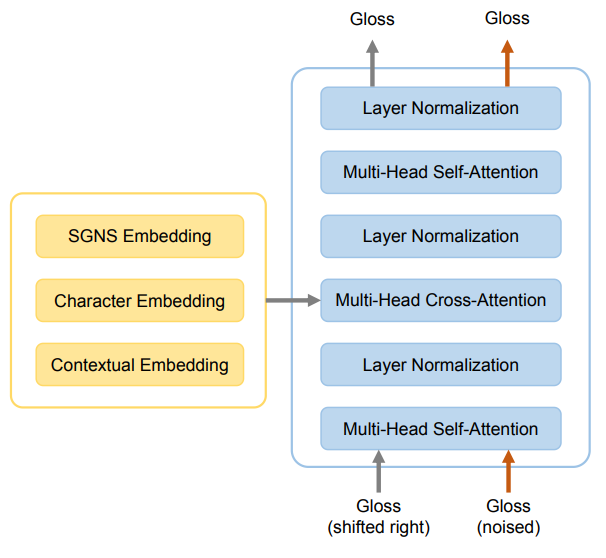 Gloss
Gloss
Layer Normalization
Multi-Head Self-Attention
SGNS Embedding
Layer Normalization
Character Embedding
Multi-Head Cross-Attention
Contextual Embedding
Layer Normalization
Multi-Head Self-Attention
Gloss
(shifted right)
Gloss
(noised)